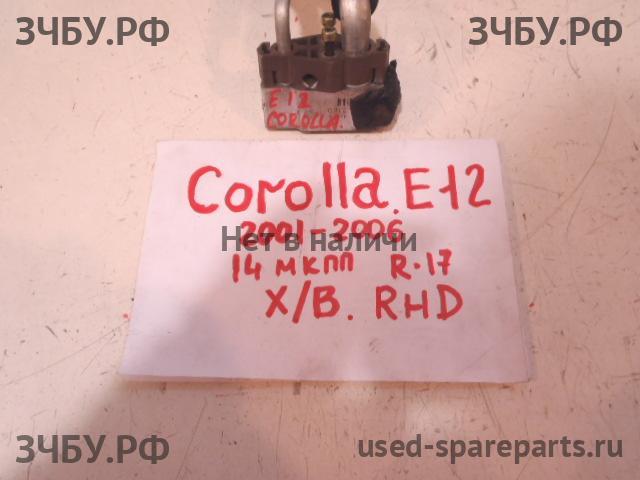 ЗЧБУ.РФ
ЗЧБУ.РФ
E12
COROLLA.
Corolla. E12
2001-2006
Нет в наличии
14 МКПП R-17
Х/В. RHD
ЗЧБУ.РФ
used-spareparts.ru